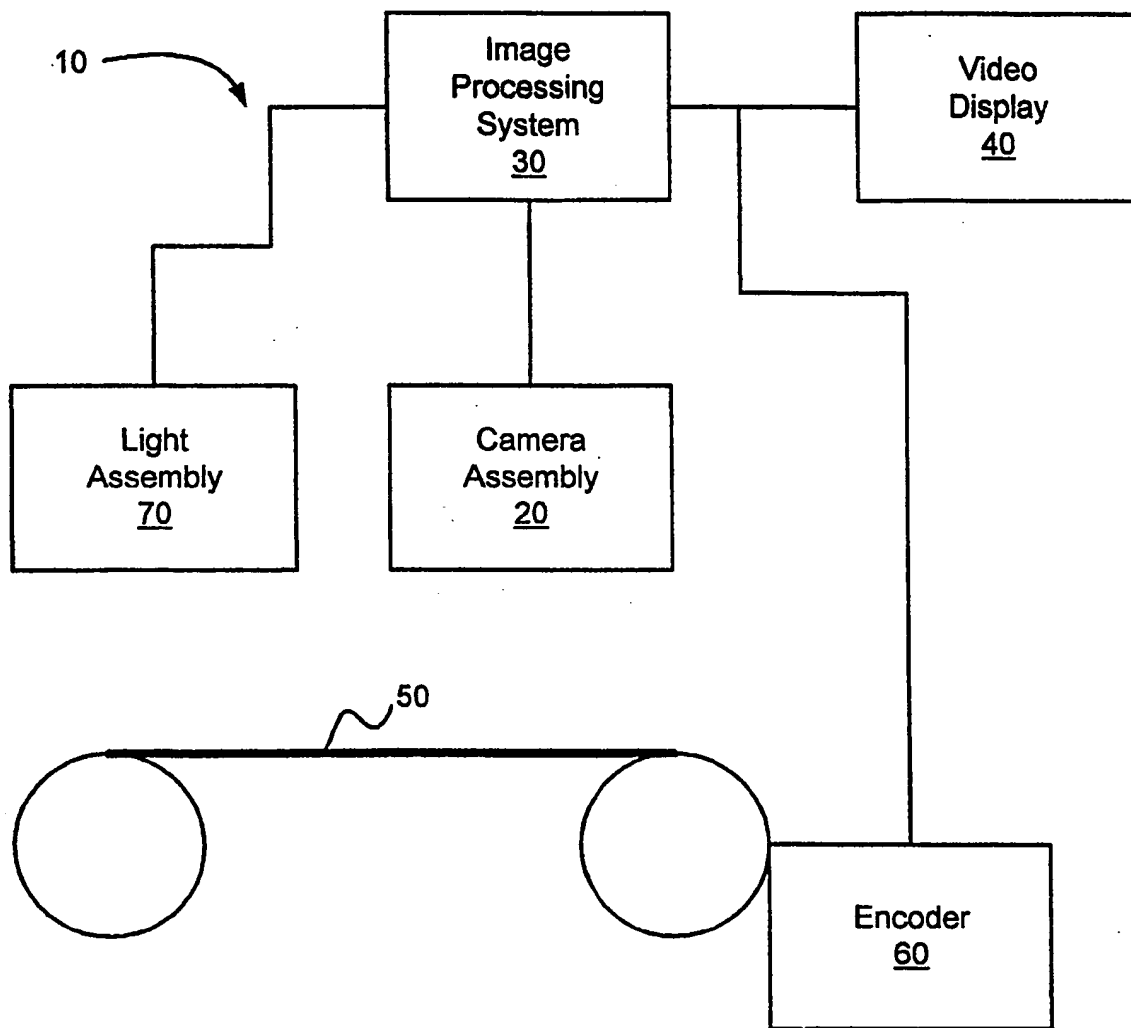 10
Image
Processing
System
30
Video
Display
40
Light
Assembly
70
Camera
Assembly
20
50
Encoder
60